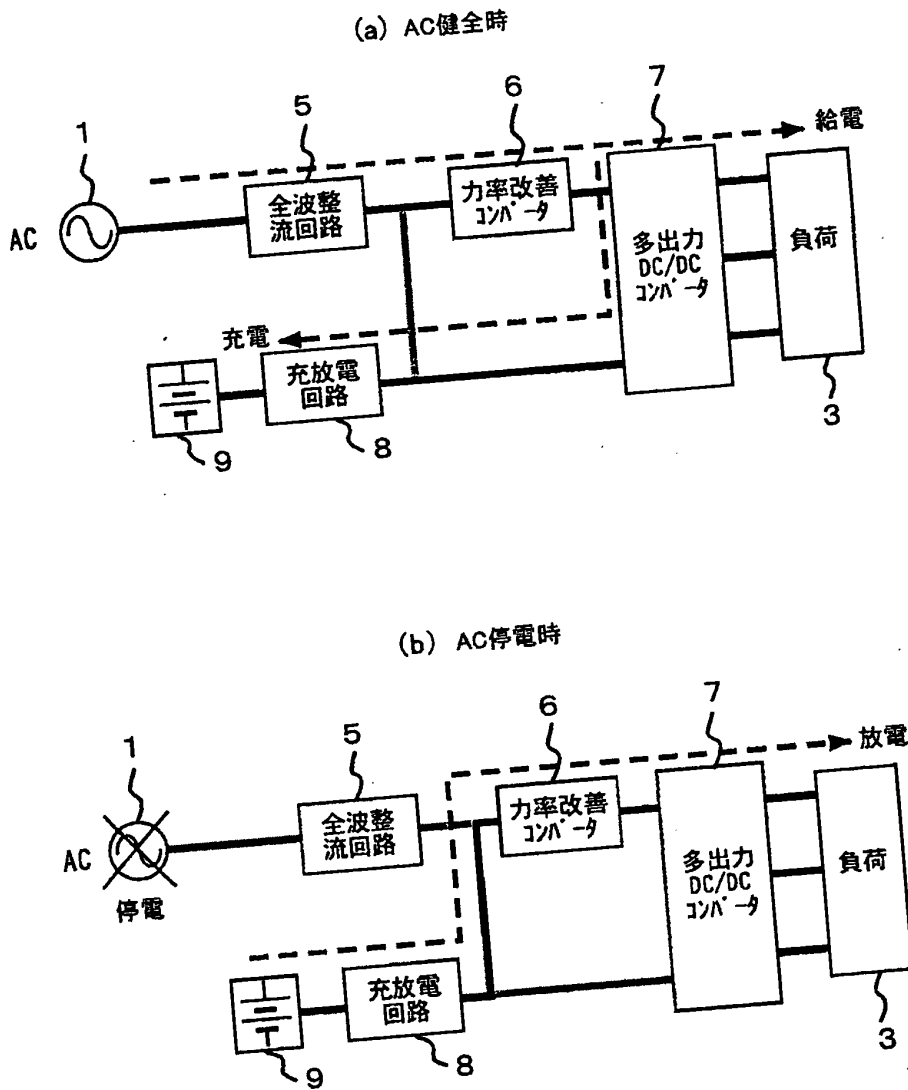 (a) AC健全時
7
6
5
1
給電
全波整
流回路
力率改善
コンバータ
AC
多出力
DC/DC
コンバータ
負荷
充電
充放電
回路
3
8
9
(b) AC停電時
7
6
5
1
放電
全波整
流回路
力率改善
コンバータ
AC
停電
多出力
DC/DC
コンバータ
負荷
充放電
回路
3
8
9